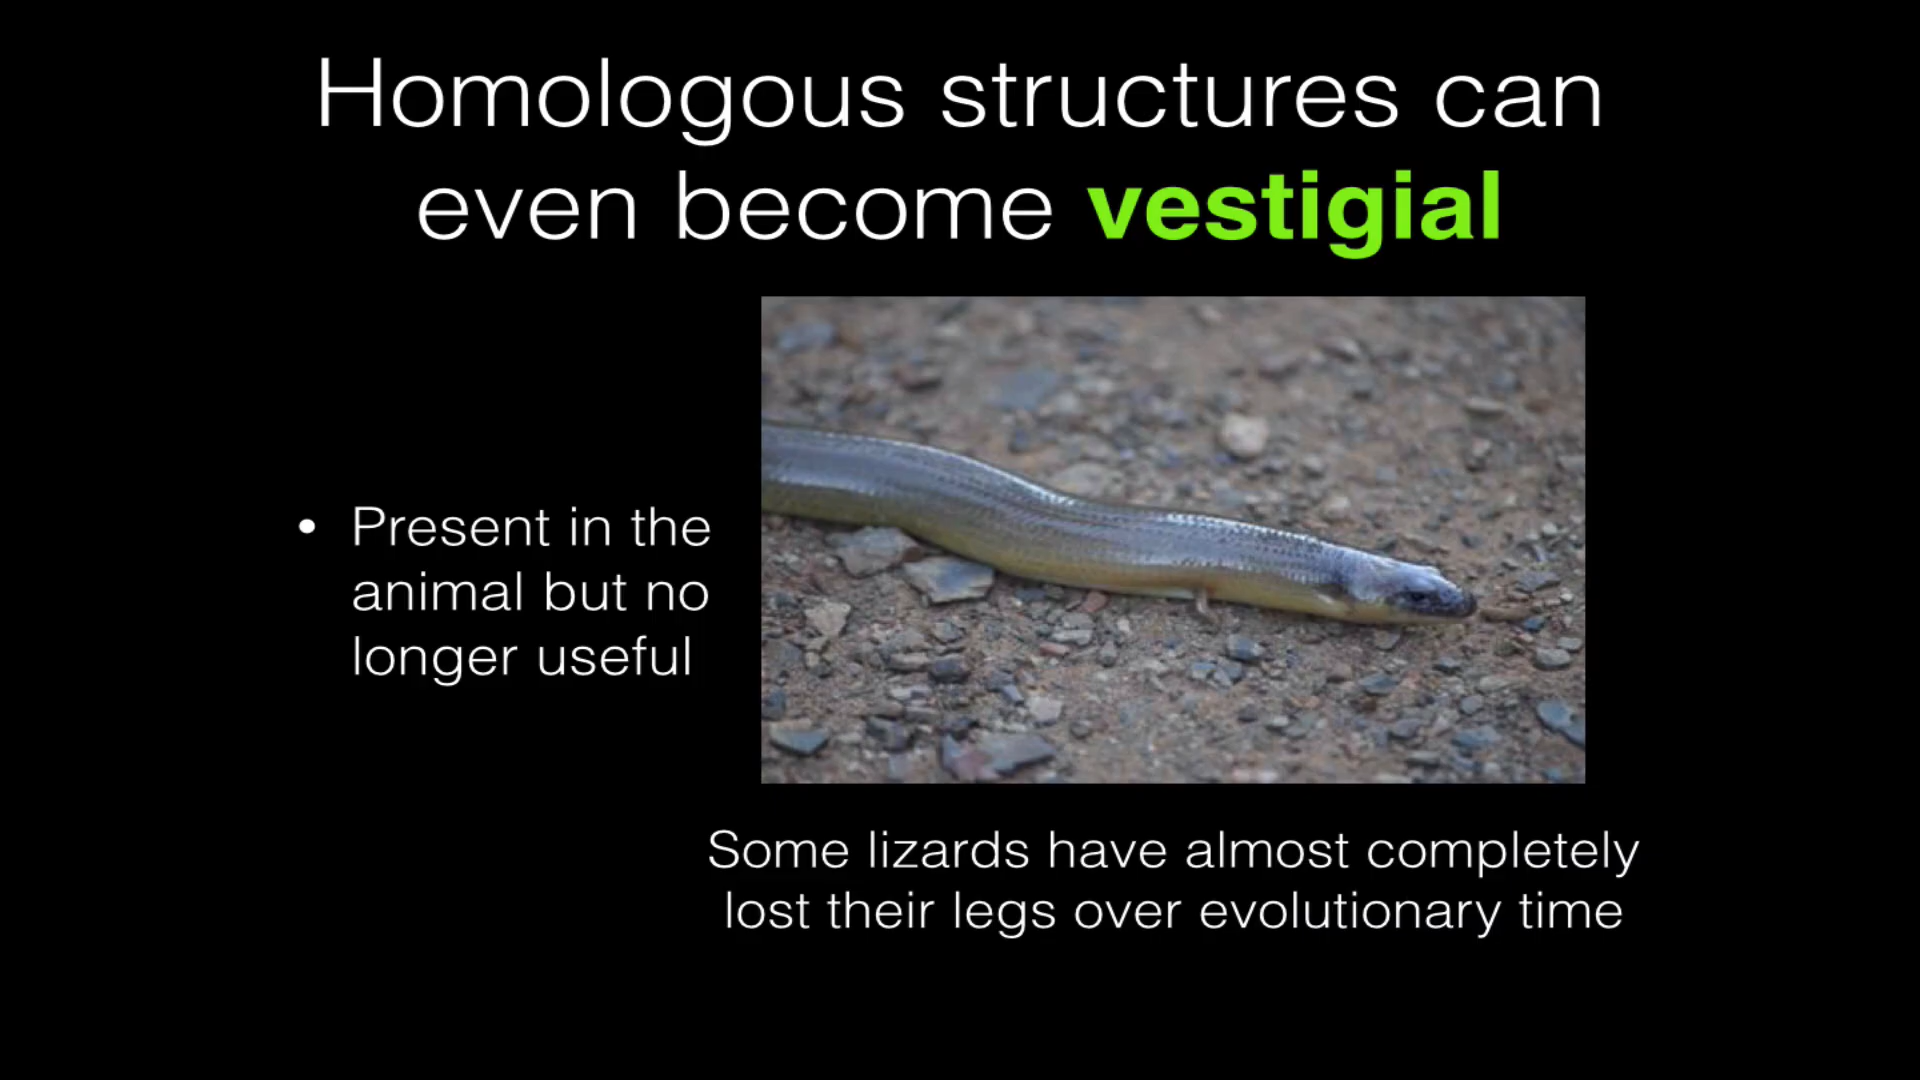 Homologous structures can
even become vestigial
• Present in the
animal but no
longer useful
Some lizards have almost completely
lost their legs over evolutionary time